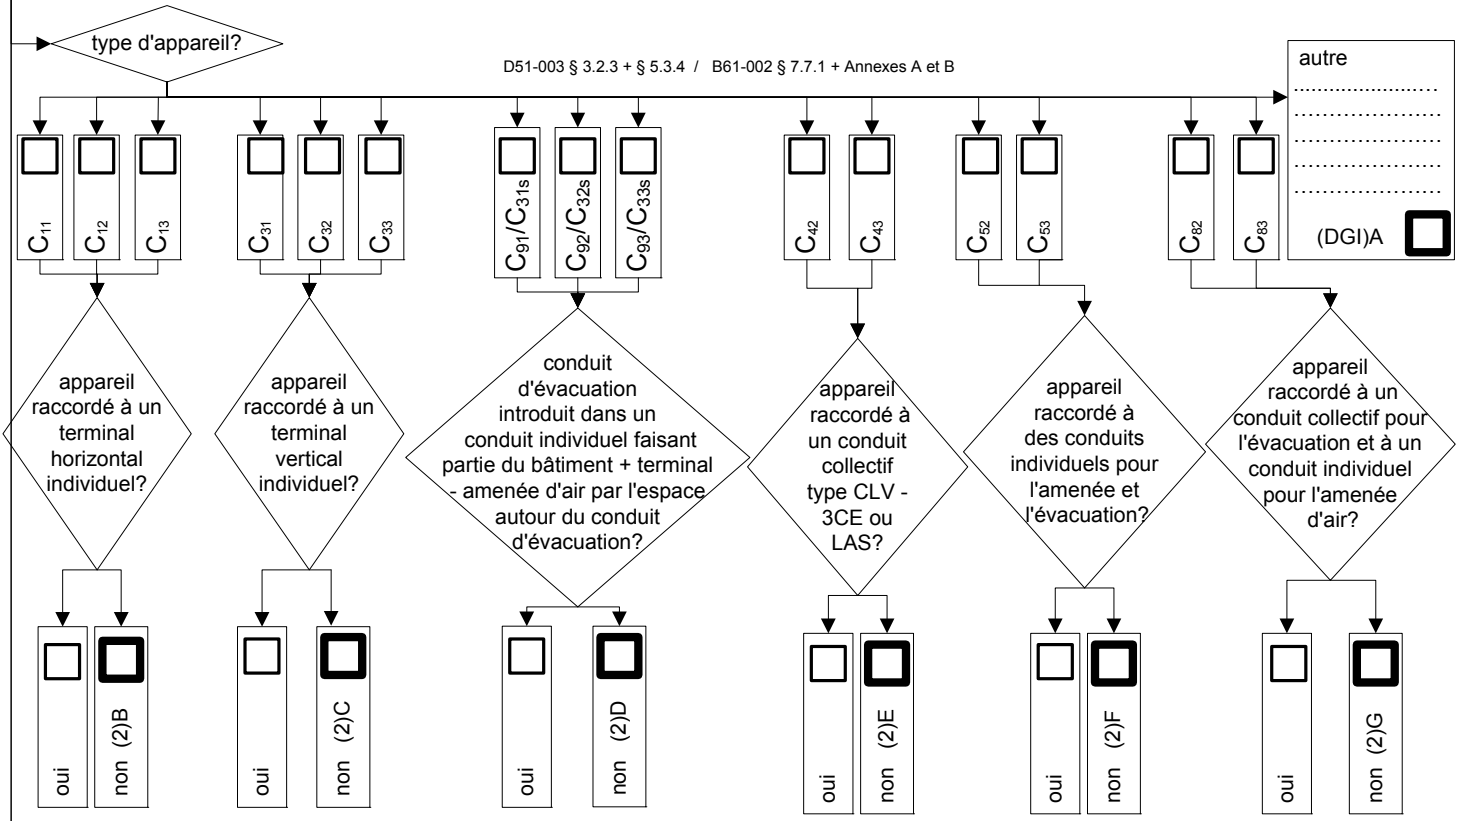 type d'appareil?
D51-003 § 3.2.3 + § 5.3.4 / B61-002 § 7.7.1 + Annexes A et B
autre
........................
........................
........................
........................
........................
(DGI)A
C11
C12
C13
C31
C32
C33
C91/C31s
C92/C32s
C93/C33s
C42
C43
C52
C53
C82
C83
appareil
raccordé à un
terminal
horizontal
individuel?
appareil
raccordé à un
terminal
vertical
individuel?
conduit
d'évacuation
introduit dans un
conduit individuel faisant
partie du bâtiment + terminal
- amenée d'air par l'espace
autour du conduit
d'évacuation?
appareil
raccordé à
un conduit
collectif
type CLV -
3CE ou
LAS?
appareil
raccordé à
des conduits
individuels pour
l'amenée et
l'évacuation?
appareil
raccordé à un
conduit collectif pour
l'évacuation et à un
conduit individuel
pour l'amenée
d'air?
oui
non (2)B
oui
non (2)C
oui
non (2)D
oui
non (2)E
oui
non (2)F
oui
non (2)G